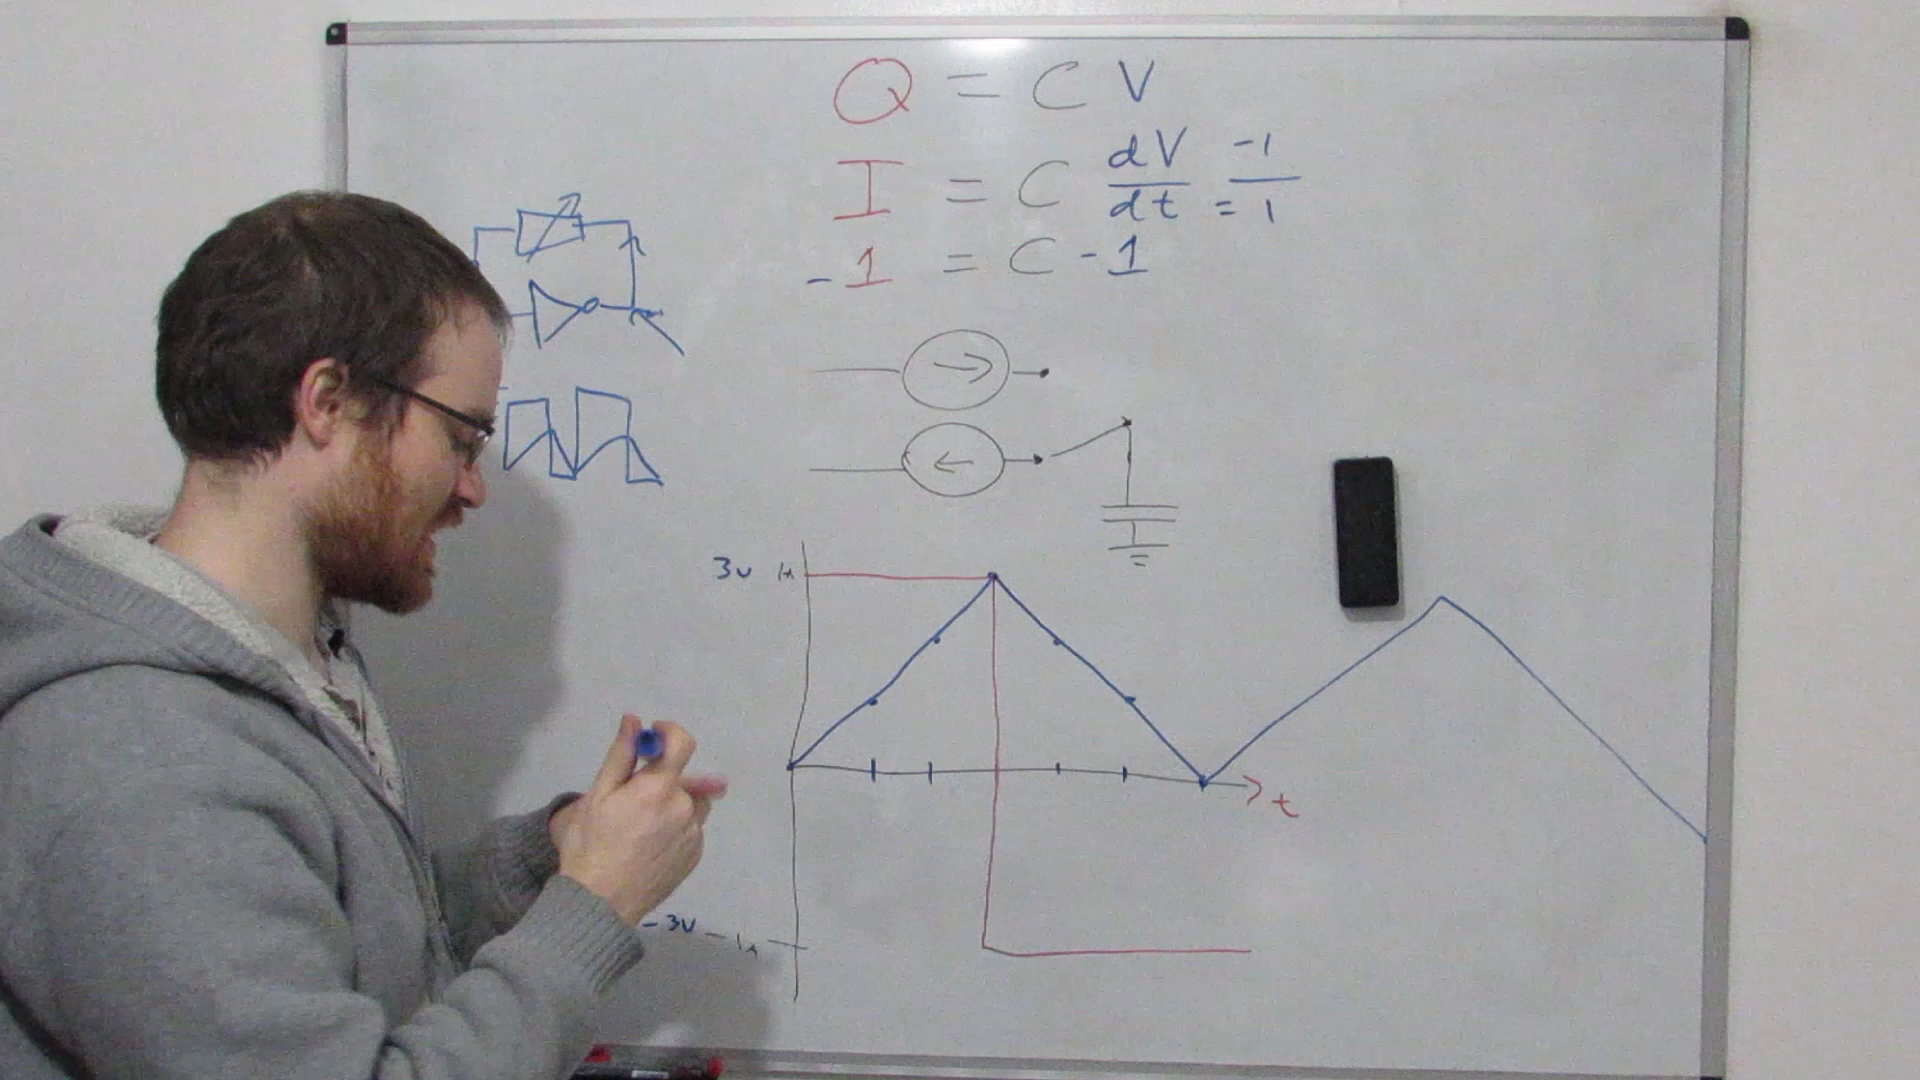 Q = C V
I = C dV/dt = -1/1
-1 = C -1
3v 1A
t
-3v -1A